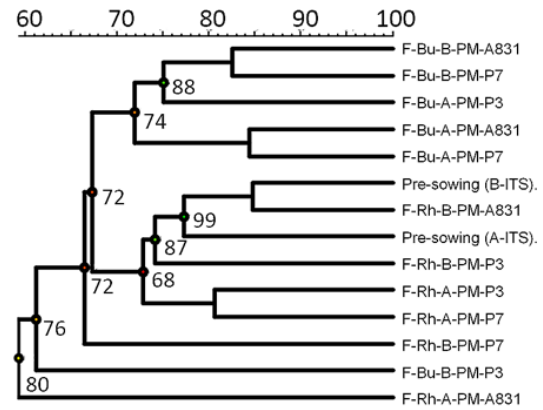 60 70 80 90 100
F-Bu-B-PM-A831
F-Bu-B-PM-P7
88
F-Bu-A-PM-P3
74
F-Bu-A-PM-A831
F-Bu-A-PM-P7
Pre-sowing (B-ITS).
72
F-Rh-B-PM-A831
99
Pre-sowing (A-ITS).
87
F-Rh-B-PM-P3
68
72
F-Rh-A-PM-P3
F-Rh-A-PM-P7
76
F-Rh-B-PM-P7
F-Bu-B-PM-P3
80
F-Rh-A-PM-A831